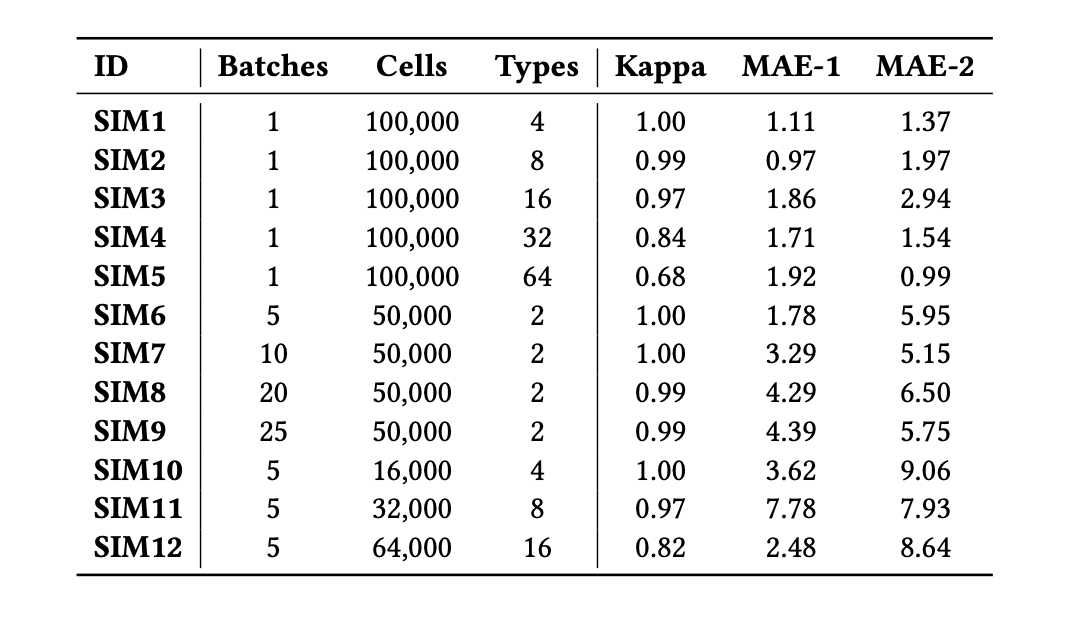 ID Batches Cells Types Kappa MAE-1 MAE-2
SIM1 1 100,000 4 1.00 1.11 1.37
SIM2 1 100,000 8 0.99 0.97 1.97
SIM3 1 100,000 16 0.97 1.86 2.94
SIM4 1 100,000 32 0.84 1.71 1.54
SIM5 1 100,000 64 0.68 1.92 0.99
SIM6 5 50,000 2 1.00 1.78 5.95
SIM7 10 50,000 2 1.00 3.29 5.15
SIM8 20 50,000 2 0.99 4.29 6.50
SIM9 25 50,000 2 0.99 4.39 5.75
SIM10 5 16,000 4 1.00 3.62 9.06
SIM11 5 32,000 8 0.97 7.78 7.93
SIM12 5 64,000 16 0.82 2.48 8.64